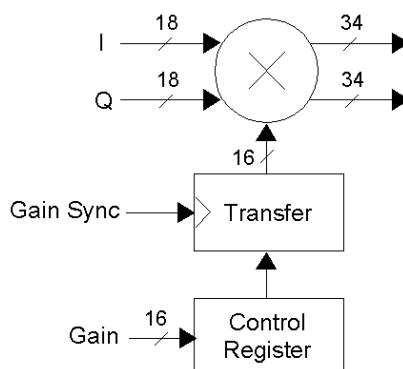 I 18 34
Q 18 34
16
Gain Sync Transfer
Gain 16 Control
Register